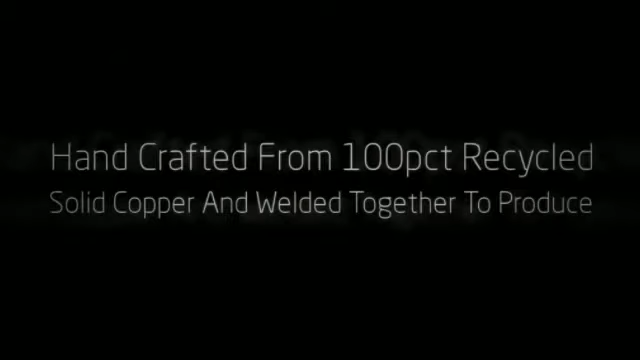 Hand Crafted From 100pct Recycled
Solid Copper And Welded Together To Produce